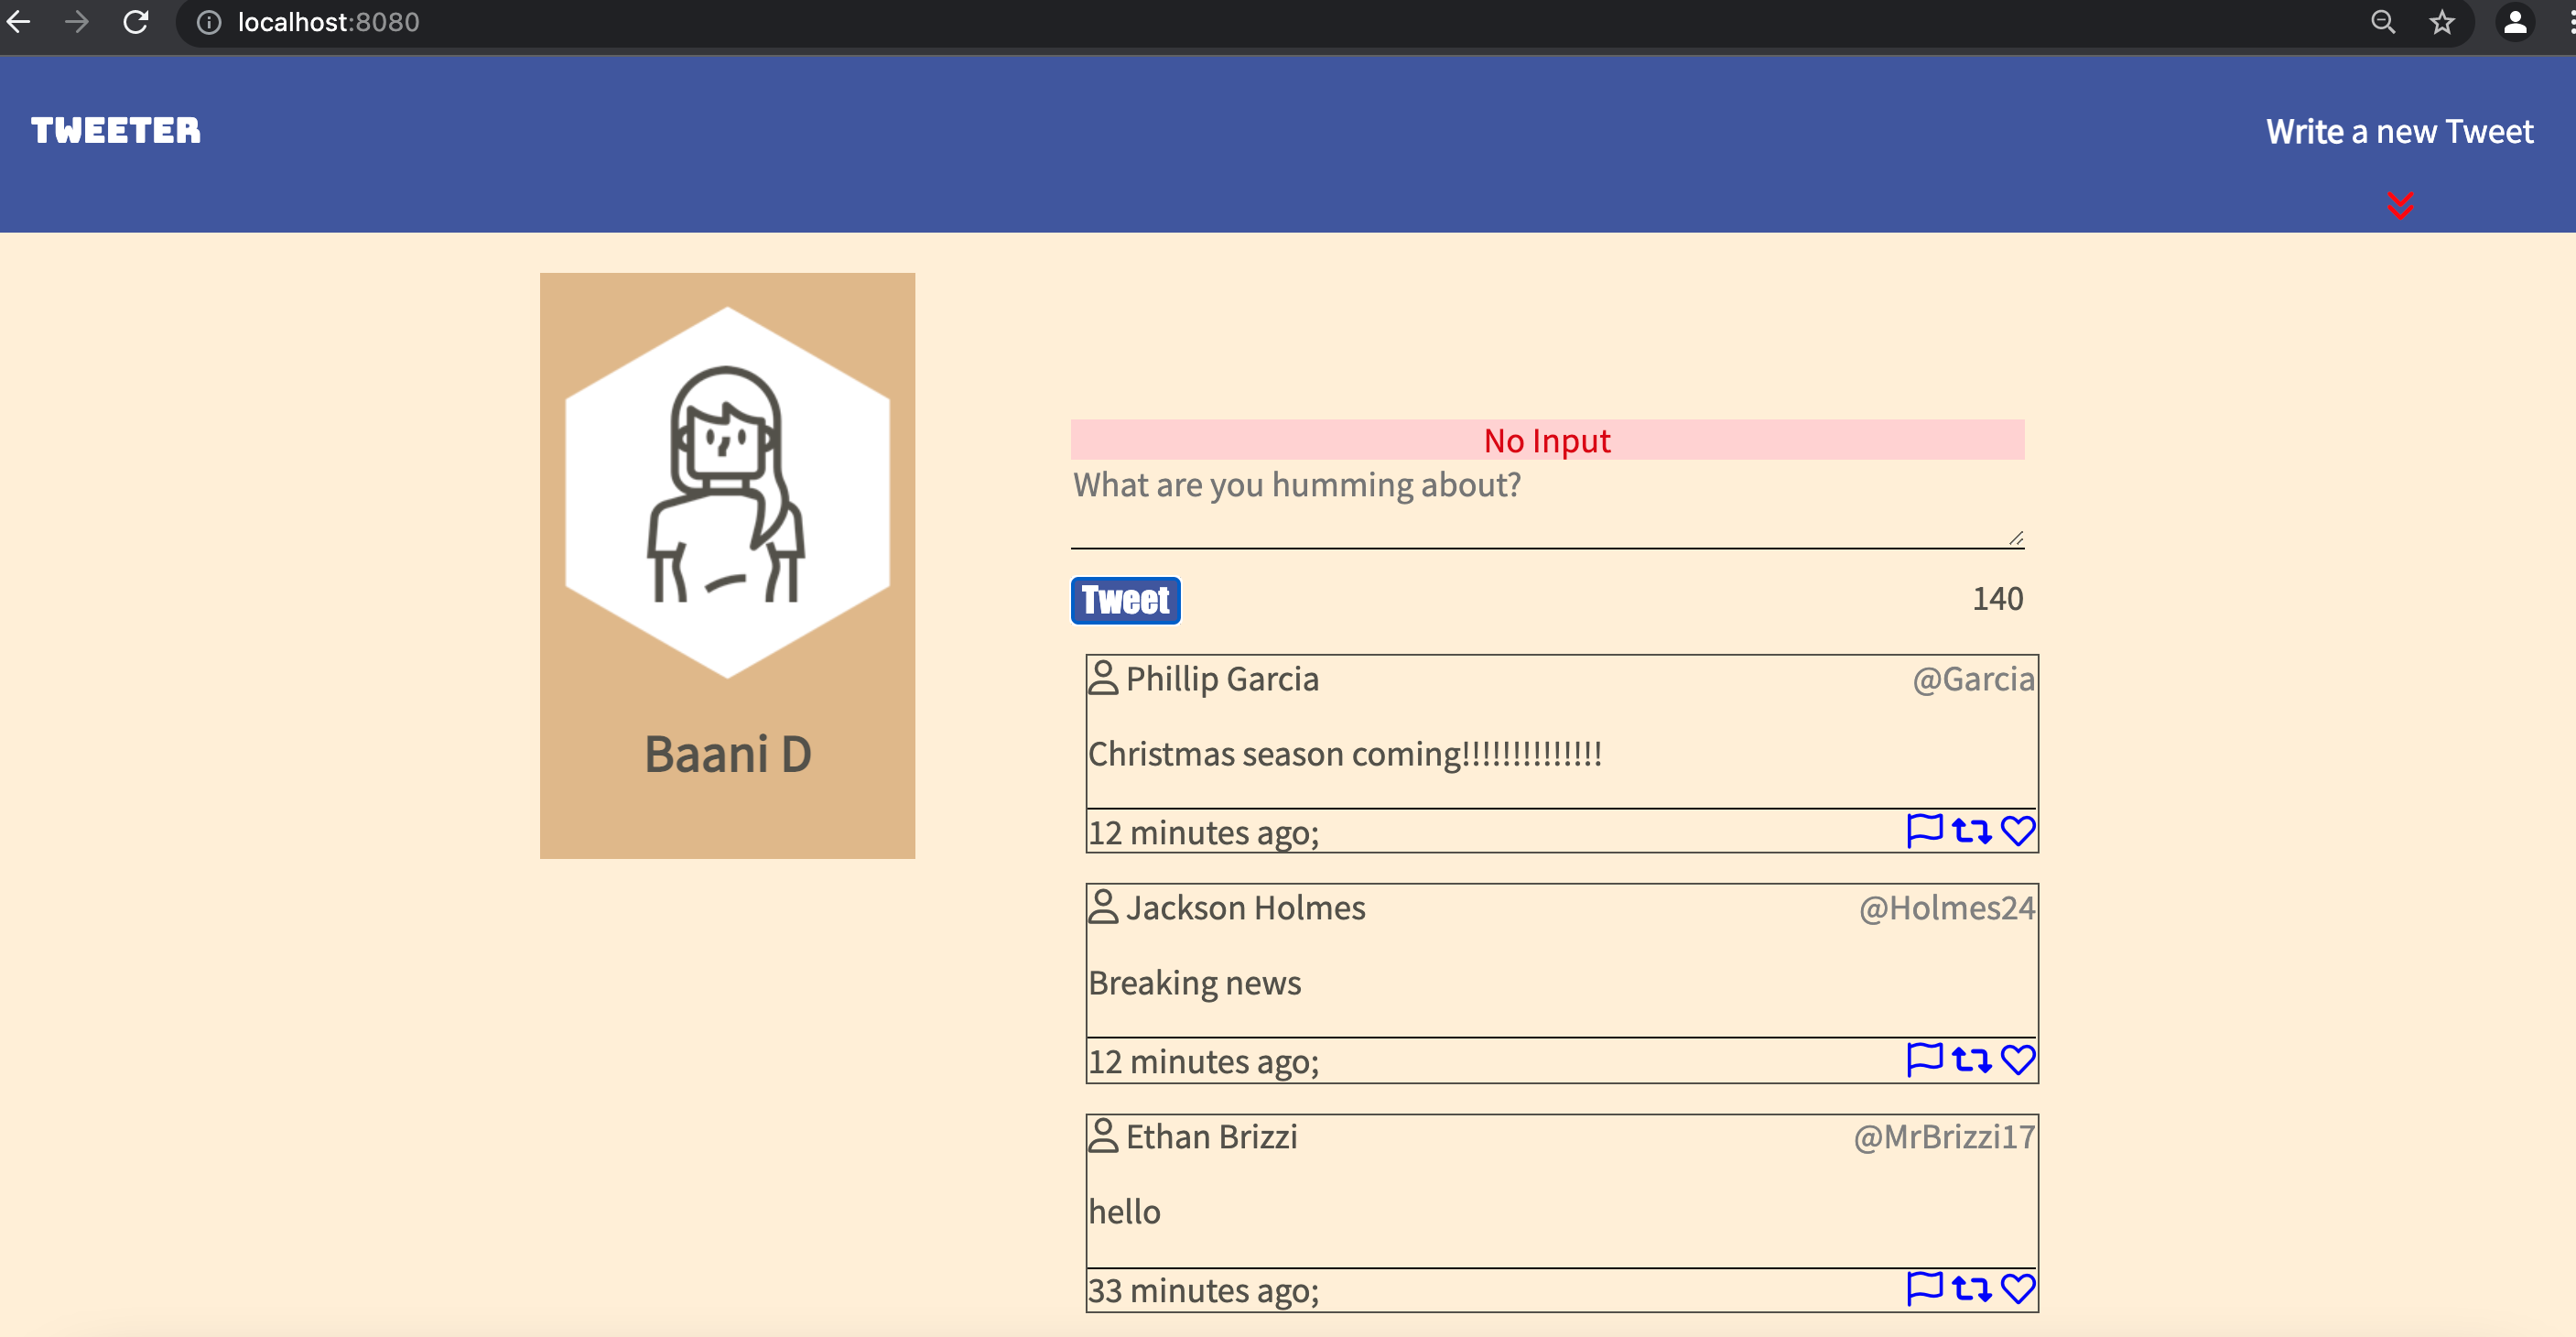 localhost:8080
TWEETER
Write a new Tweet
Baani D
No Input
What are you humming about?
Tweet 140
Phillip Garcia @Garcia
Christmas season coming!!!!!!!!!!!!!!
12 minutes ago;
Jackson Holmes @Holmes24
Breaking news
12 minutes ago;
Ethan Brizzi @MrBrizzi17
hello
33 minutes ago;